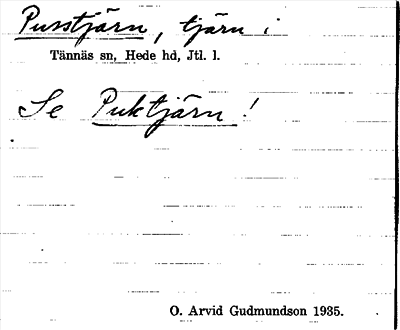 Pusstjärn, tjärn i
Tännäs sn, Hede hd, Jtl. l.
Se Puktjärn!
O. Arvid Gudmundson 1935.